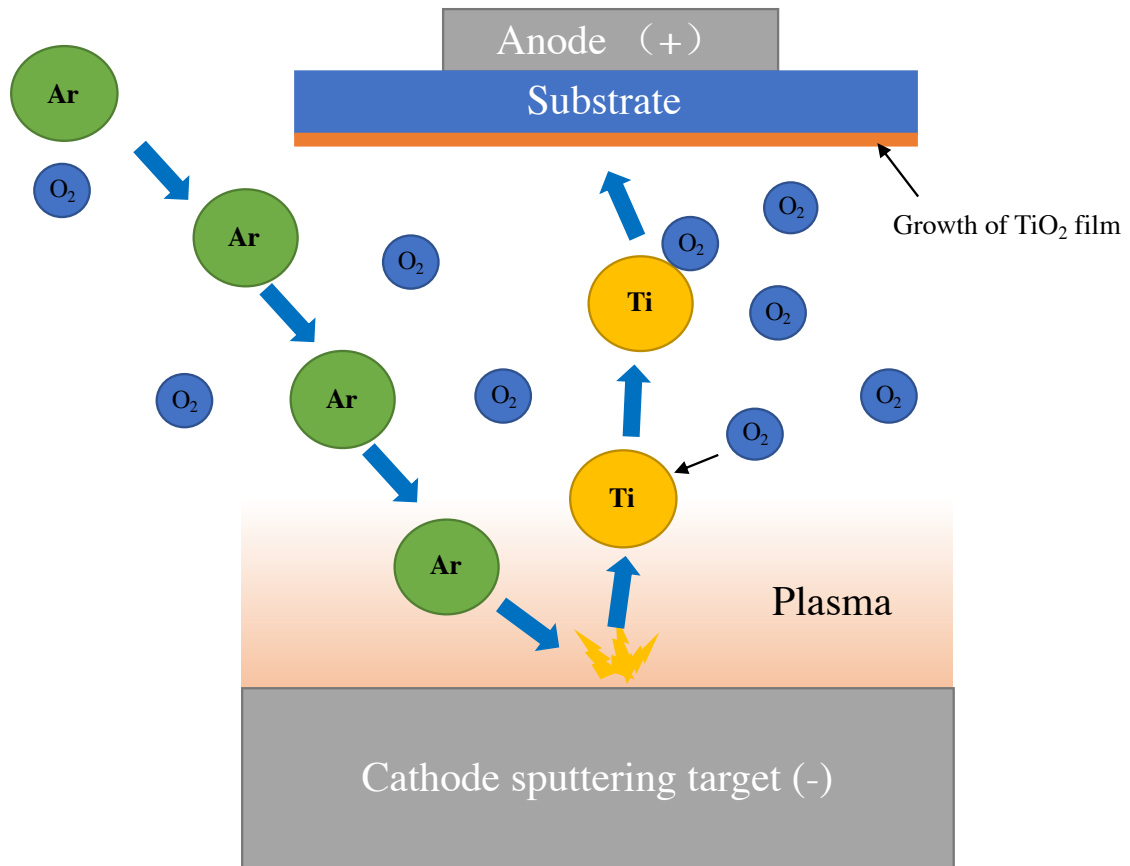 Anode （+）
Ar
Substrate
O₂
O₂
Growth of TiO₂ film
Ar
O₂
O₂
Ti
O₂
Ar
O₂
O₂
O₂
O₂
Ti
Ar
Plasma
Cathode sputtering target (-)